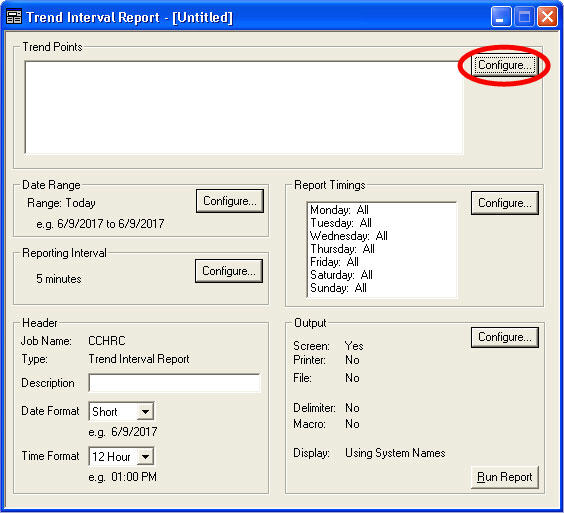 Trend Interval Report - [Untitled]
Trend Points
Configure...
Date Range
Range: Today
e.g. 6/9/2017 to 6/9/2017
Configure...
Reporting Interval
5 minutes
Configure...
Report Timings
Monday: All
Tuesday: All
Wednesday: All
Thursday: All
Friday: All
Saturday: All
Sunday: All
Configure...
Header
Job Name: CCHRC
Type: Trend Interval Report
Description
Date Format Short
e.g. 6/9/2017
Time Format 12 Hour
e.g. 01:00 PM
Output
Configure...
Screen: Yes
Printer: No
File: No
Delimiter: No
Macro: No
Display: Using System Names
Run Report